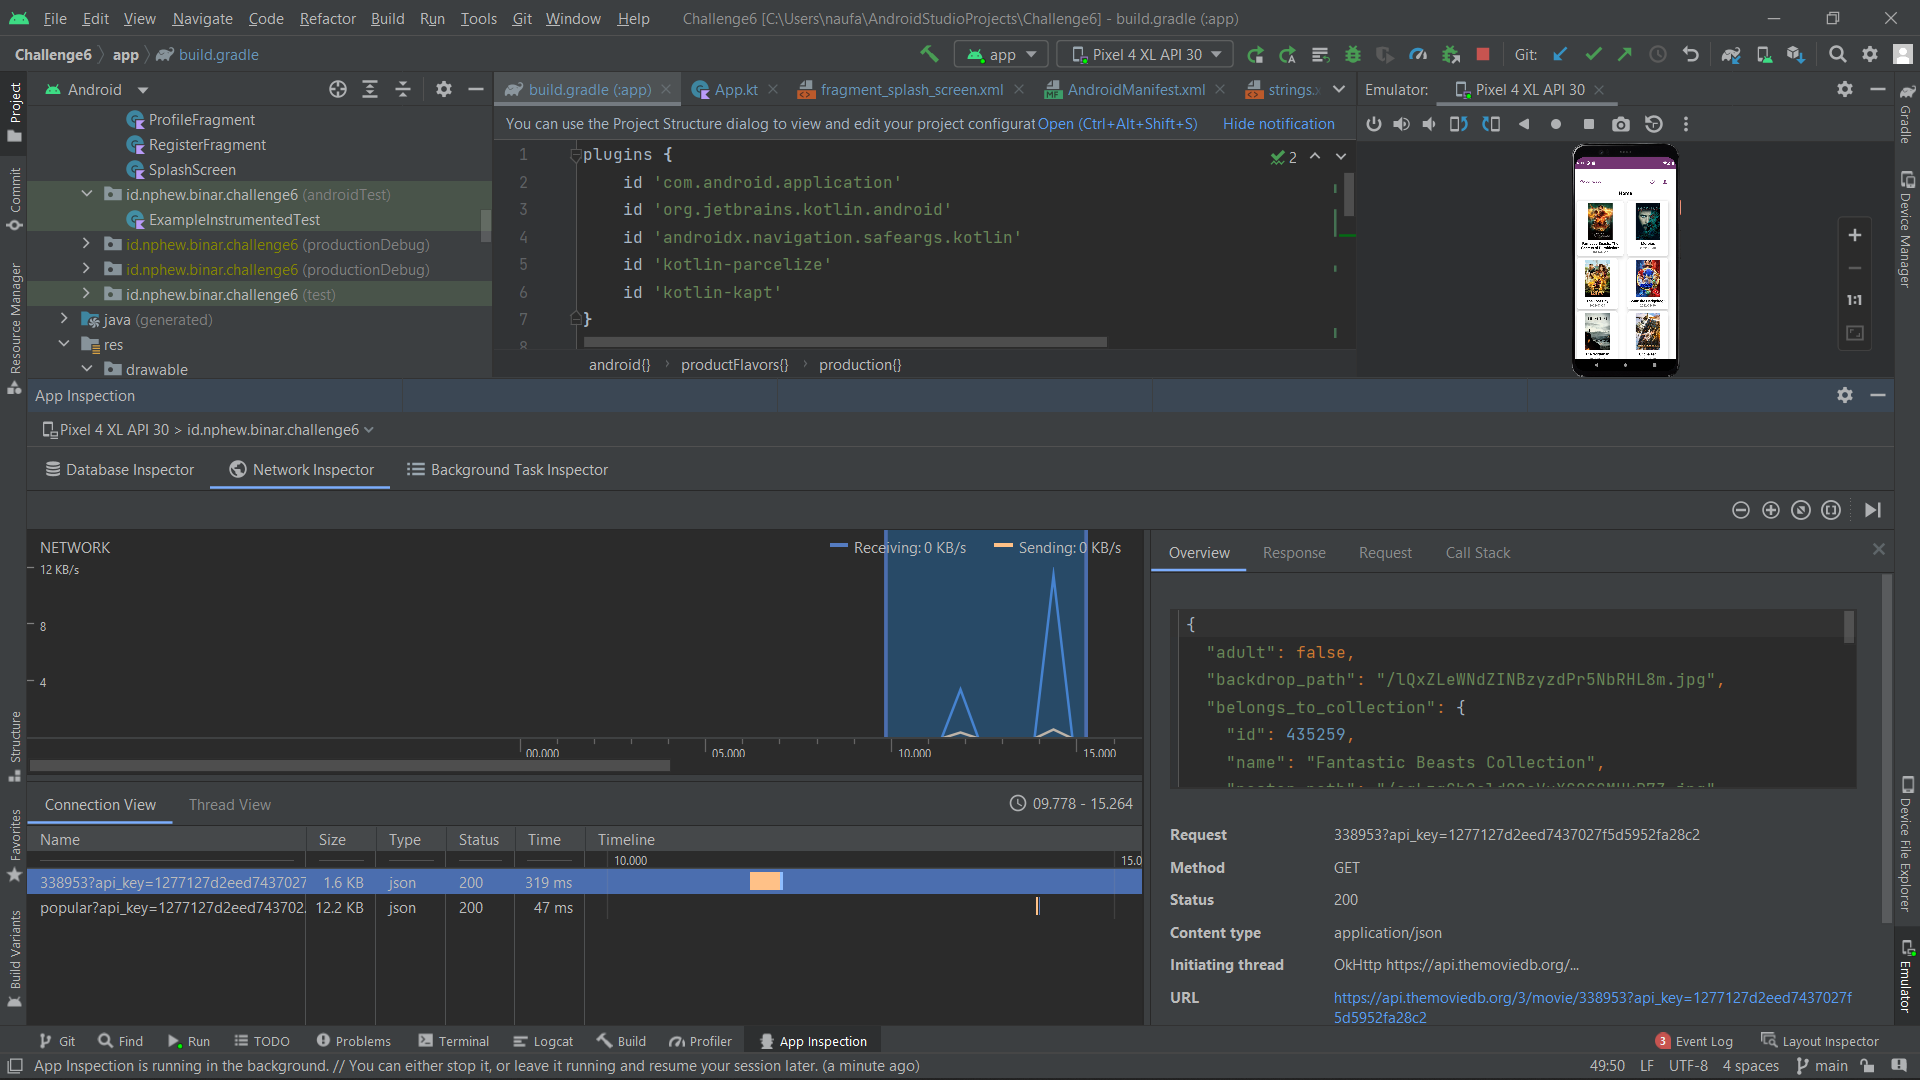 File Edit View Navigate Code Refactor Build Run Tools Git Window Help Challenge6 [C:\Users\naufa\AndroidStudioProjects\Challenge6] - build.gradle (:app)
Challenge6 app build.gradle app Pixel 4 XL API 30 Git:
Android
build.gradle (:app) App.kt fragment_splash_screen.xml AndroidManifest.xml strings.x
Emulator: Pixel 4 XL API 30
You can use the Project Structure dialog to view and edit your project configurat Open (Ctrl+Alt+Shift+S) Hide notification
ProfileFragment
RegisterFragment
SplashScreen
id.nphew.binar.challenge6 (androidTest)
ExampleInstrumentedTest
id.nphew.binar.challenge6 (productionDebug)
id.nphew.binar.challenge6 (productionDebug)
id.nphew.binar.challenge6 (test)
java (generated)
res
drawable
1 plugins { 2
2 id 'com.android.application'
3 id 'org.jetbrains.kotlin.android'
4 id 'androidx.navigation.safeargs.kotlin'
5 id 'kotlin-parcelize'
6 id 'kotlin-kapt'
7 }
8
android{} productFlavors{} production{}
Home
1:1
Project
Commit
Resource Manager
Structure
Favorites
Build Variants
Gradle
Device Manager
Device File Explorer
Emulator
App Inspection
Pixel 4 XL API 30 > id.nphew.binar.challenge6
Database Inspector Network Inspector Background Task Inspector
NETWORK Receiving: 0 KB/s Sending: 0 KB/s
12 KB/s
8
4
00.000 05.000 10.000 15.000
Connection View Thread View 09.778 - 15.264
Name Size Type Status Time Timeline
10.000 15.0
338953?api_key=1277127d2eed7437027 1.6 KB json 200 319 ms
popular?api_key=1277127d2eed743702. 12.2 KB json 200 47 ms
Overview Response Request Call Stack
{
"adult": false,
"backdrop_path": "/lQxZLeWNdZINBzyzdPr5NbRHL8m.jpg",
"belongs_to_collection": {
"id": 435259,
"name": "Fantastic Beasts Collection",
Request 338953?api_key=1277127d2eed7437027f5d5952fa28c2
Method GET
Status 200
Content type application/json
Initiating thread OkHttp https://api.themoviedb.org/...
URL https://api.themoviedb.org/3/movie/338953?api_key=1277127d2eed7437027f
5d5952fa28c2
Git Find Run TODO Problems Terminal Logcat Build Profiler App Inspection 3 Event Log Layout Inspector
App Inspection is running in the background. // You can either stop it, or leave it running and resume your session later. (a minute ago) 49:50 LF UTF-8 4 spaces main